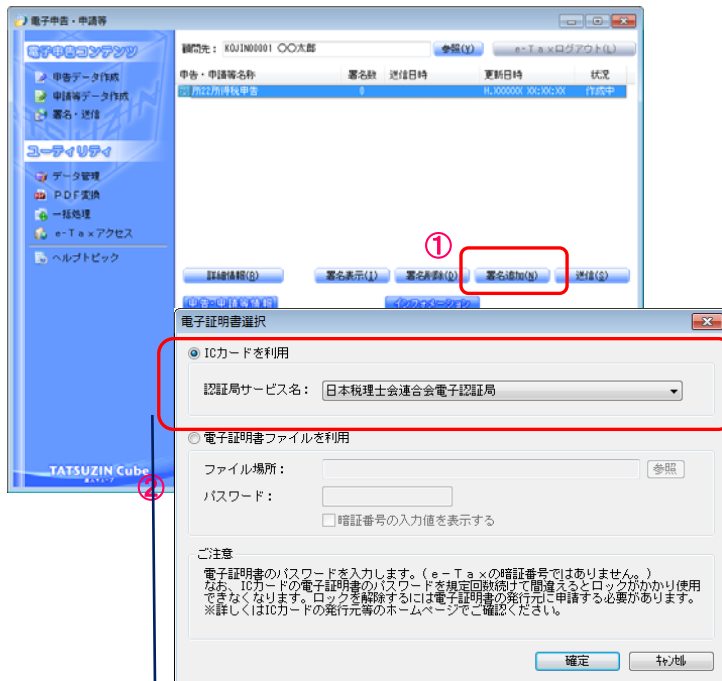 電子申告・申請等
電子申告コンテンツ
申告データ作成
申請等データ作成
署名・送信
ユーティリティ
データ管理
PDF変換
一括処理
e-Taxアクセス
ヘルプトピック
顧問先: KOJIN00001 〇〇太郎
参照(V)
e-Taxログアウト(L)
申告・申請等名称 署名数 送信日時 更新日時 状況
所22所得税申告 0 H.XXXXXX XX:XX:XX 作成中
①
詳細情報(B) 署名表示(I) 署名削除(D) 署名追加(N) 送信(S)
申告・申請等情報 インフォメーション
TATSUZIN Cube
②
電子証明書選択
ICカードを利用
認証局サービス名: 日本税理士会連合会電子認証局
電子証明書ファイルを利用
ファイル場所: 参照
パスワード:
暗証番号の入力値を表示する
ご注意
電子証明書のパスワードを入力します。(e-Taxの暗証番号ではありません。)
なお、ICカードの電子証明書のパスワードを規定回数続けて間違えるとロックがかかり使用
できなくなります。ロックを解除するには電子証明書の発行元に申請する必要があります。
※詳しくはICカードの発行元等のホームページでご確認ください。
確定 キャンセル